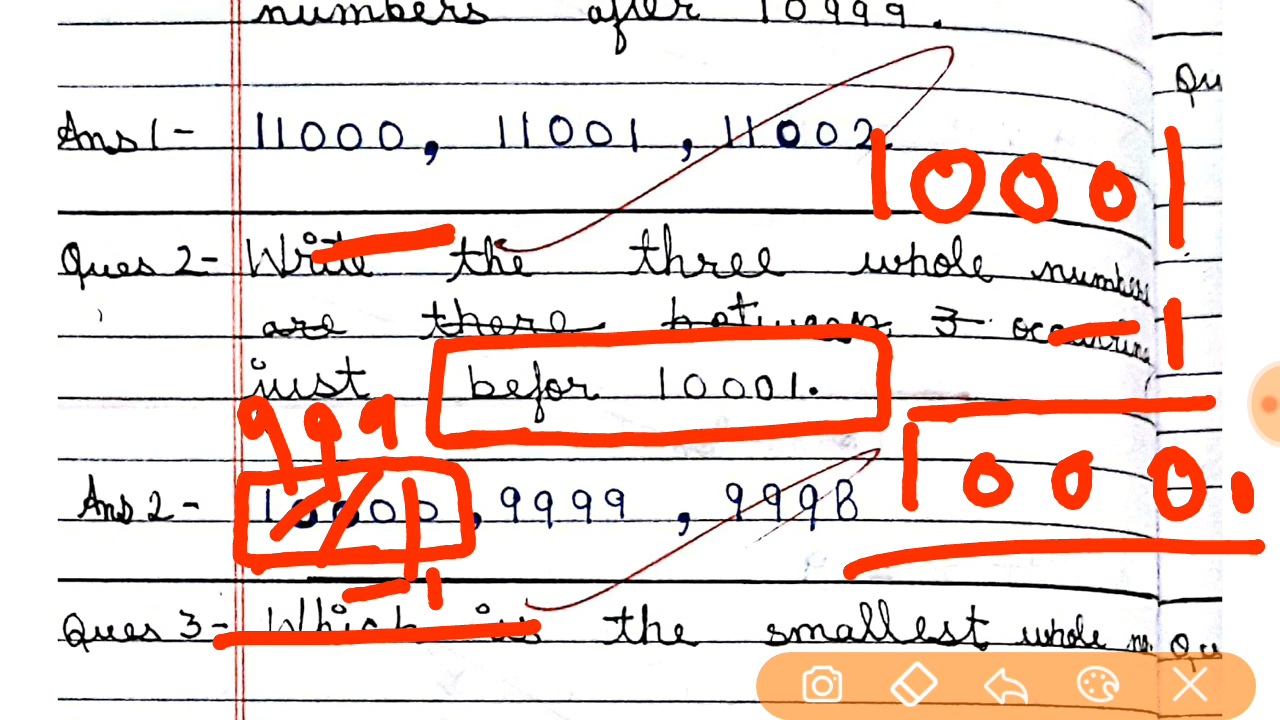 numbers after 10999.
Ans 1- 11000, 11001, 11002.
10001
Ques 2- Write the three whole numbers
are there between 3 occurring
-1
just befor 10001.
999
1000.
Ans 2- 10000, 9999, 9998
-1
Ques 3- Which is the smallest whole no.